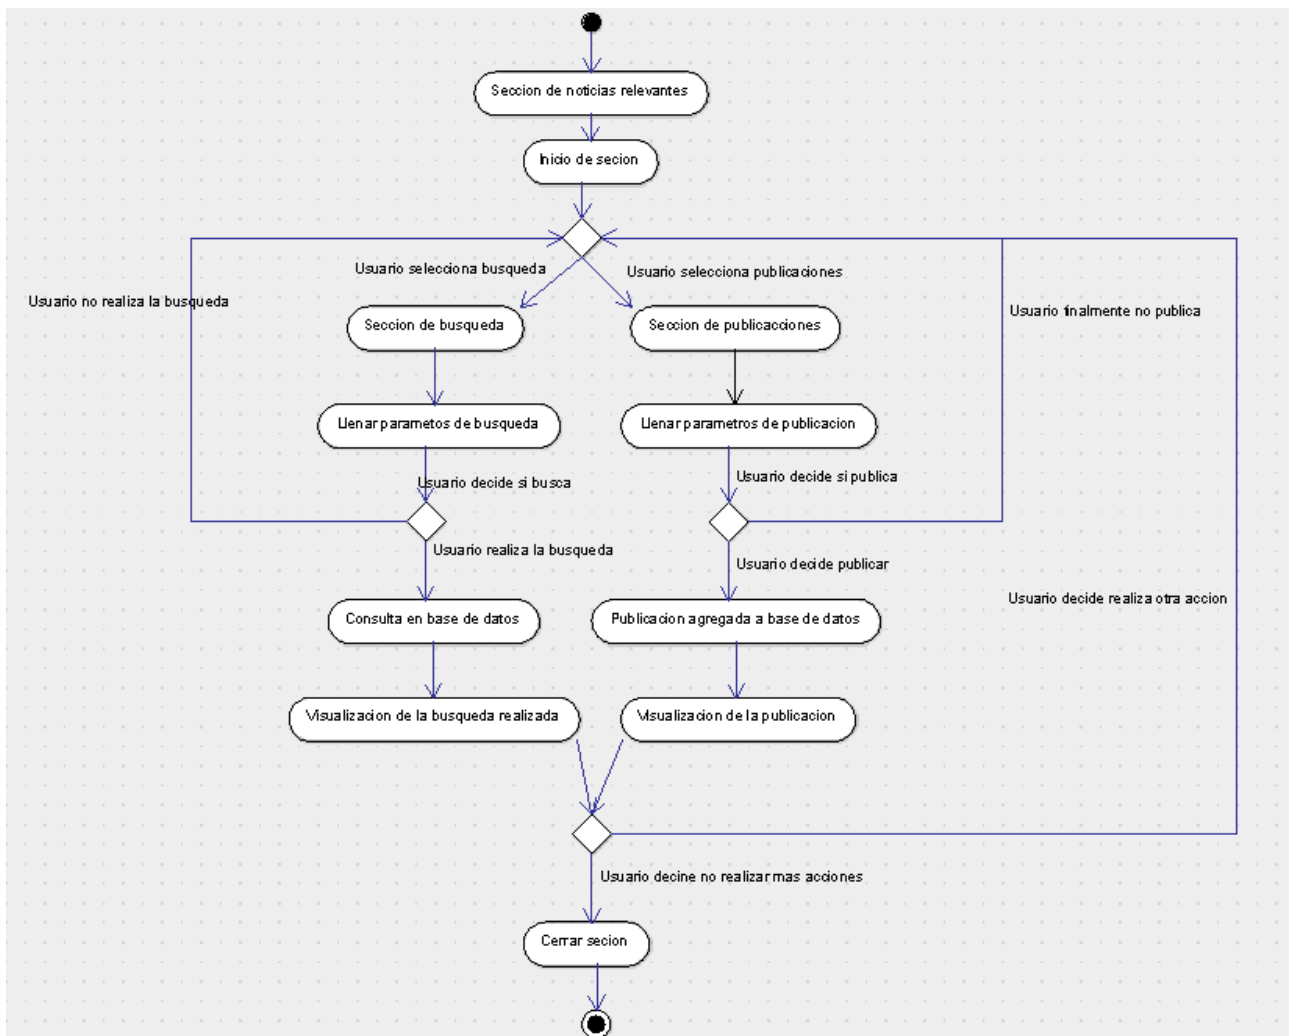 Seccion de noticias relevantes
Inicio de secion
Usuario selecciona busqueda
Usuario selecciona publicaciones
Usuario no realiza la busqueda
Usuario finalmente no publica
Seccion de busqueda
Seccion de publicacciones
Llenar parametos de busqueda
Llenar parametros de publicacion
Usuario decide si busca
Usuario decide si publica
Usuario realiza la busqueda
Usuario decide publicar
Usuario decide realiza otra accion
Consulta en base de datos
Publicacion agregada a base de datos
Visualizacion de la busqueda realizada
Visualizacion de la publicacion
Usuario decine no realizar mas acciones
Cerrar secion